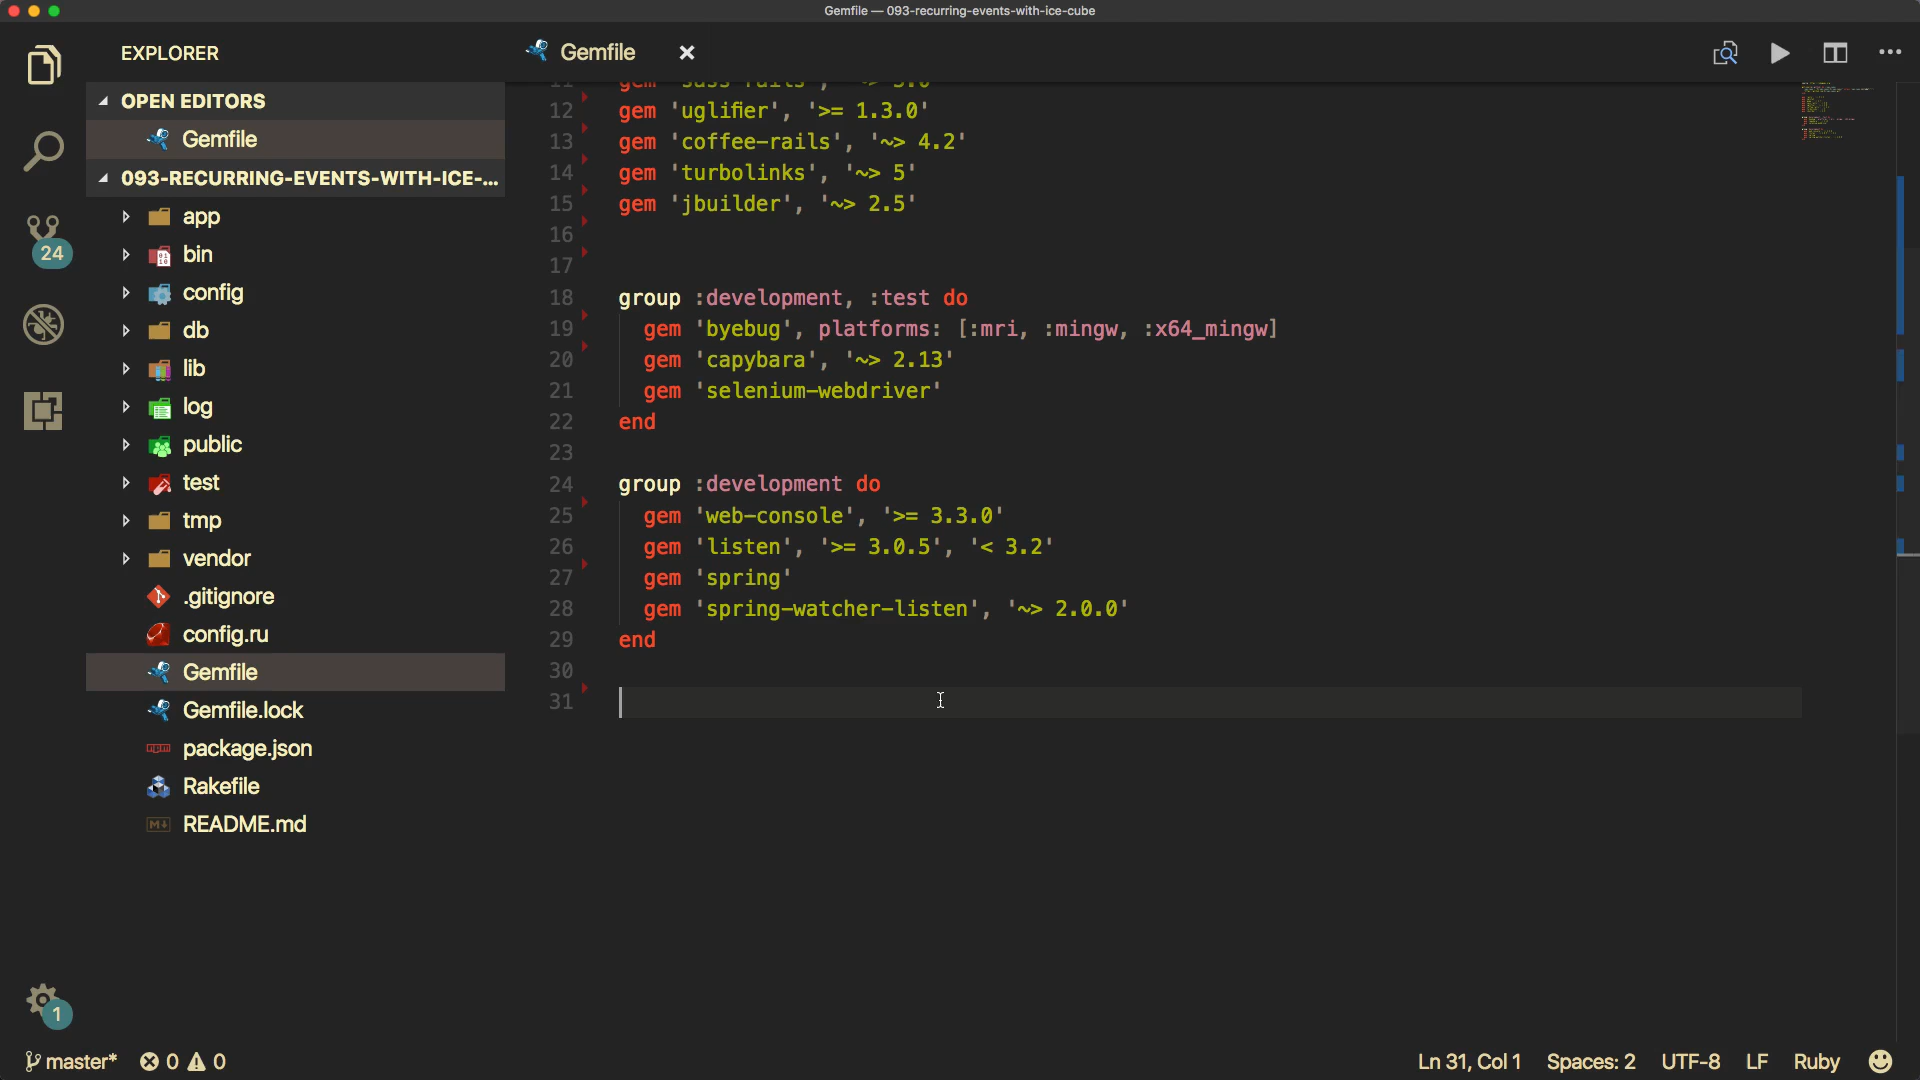 Gemfile — 093-recurring-events-with-ice-cube
EXPLORER
OPEN EDITORS
Gemfile
093-RECURRING-EVENTS-WITH-ICE-...
app
bin
config
db
lib
log
public
test
tmp
vendor
.gitignore
config.ru
Gemfile
Gemfile.lock
package.json
Rakefile
README.md
24
1
Gemfile
11 gem 'sass-rails', '~> 5.0'
12 gem 'uglifier', '>= 1.3.0'
13 gem 'coffee-rails', '~> 4.2'
14 gem 'turbolinks', '~> 5'
15 gem 'jbuilder', '~> 2.5'
16
17
18 group :development, :test do
19 gem 'byebug', platforms: [:mri, :mingw, :x64_mingw]
20 gem 'capybara', '~> 2.13'
21 gem 'selenium-webdriver'
22 end
23
24 group :development do
25 gem 'web-console', '>= 3.3.0'
26 gem 'listen', '>= 3.0.5', '< 3.2'
27 gem 'spring'
28 gem 'spring-watcher-listen', '~> 2.0.0'
29 end
30
31
master* 0 0
Ln 31, Col 1 Spaces: 2 UTF-8 LF Ruby